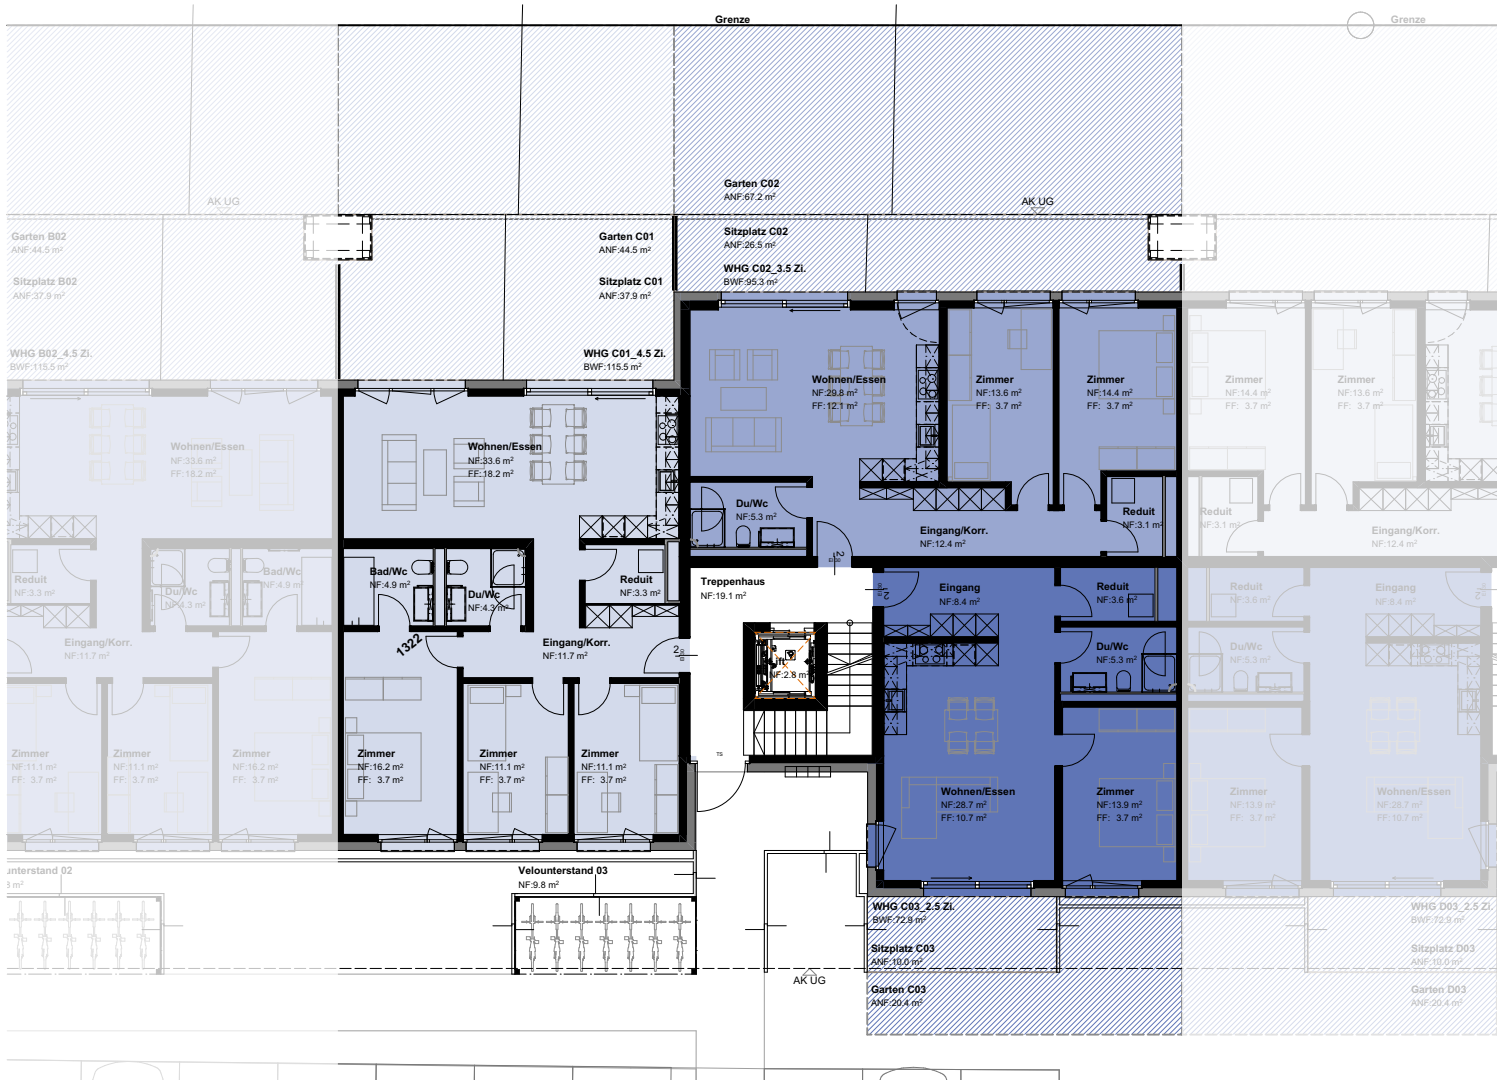 Grenze
Grenze
Garten C02
ANF:67.2 m²
AK UG
AK UG
Garten B02
ANF:44.5 m²
Garten C01
ANF:44.5 m²
Sitzplatz C02
ANF:26.5 m²
Sitzplatz B02
ANF:37.9 m²
Sitzplatz C01
ANF:37.9 m²
WHG C02_3.5 Zi.
BWF:95.3 m²
WHG B02_4.5 Zi.
BWF:115.5 m²
WHG C01_4.5 Zi.
BWF:115.5 m²
Wohnen/Essen
NF:29.8 m²
FF:12.1 m²
Zimmer
NF:13.6 m²
FF: 3.7 m²
Zimmer
NF:14.4 m²
FF: 3.7 m²
Zimmer
NF:14.4 m²
FF: 3.7 m²
Zimmer
NF:13.6 m²
FF: 3.7 m²
Wohnen/Essen
NF:33.6 m²
FF:18.2 m²
Wohnen/Essen
NF:33.6 m²
FF:18.2 m²
Du/Wc
NF:5.3 m²
Eingang/Korr.
NF:12.4 m²
Reduit
NF:3.1 m²
Reduit
NF:3.1 m²
Eingang/Korr.
NF:12.4 m²
Reduit
NF:3.3 m²
Du/Wc
NF:4.3 m²
Bad/Wc
NF:4.9 m²
Bad/Wc
NF:4.9 m²
Du/Wc
NF:4.3 m²
Reduit
NF:3.3 m²
Treppenhaus
NF:19.1 m²
Eingang
NF:8.4 m²
Reduit
NF:3.6 m²
Reduit
NF:3.6 m²
Eingang
NF:8.4 m²
Eingang/Korr.
NF:11.7 m²
1322
Eingang/Korr.
NF:11.7 m²
Lift
NF:2.8 m²
Du/Wc
NF:5.3 m²
Du/Wc
NF:5.3 m²
Zimmer
NF:11.1 m²
FF: 3.7 m²
Zimmer
NF:11.1 m²
FF: 3.7 m²
Zimmer
NF:16.2 m²
FF: 3.7 m²
Zimmer
NF:16.2 m²
FF: 3.7 m²
Zimmer
NF:11.1 m²
FF: 3.7 m²
Zimmer
NF:11.1 m²
FF: 3.7 m²
TS
Wohnen/Essen
NF:28.7 m²
FF:10.7 m²
Zimmer
NF:13.9 m²
FF: 3.7 m²
Zimmer
NF:13.9 m²
FF: 3.7 m²
Wohnen/Essen
NF:28.7 m²
FF:10.7 m²
unterstand 02
8 m²
Velounterstand 03
NF:9.8 m²
WHG C03_2.5 Zi.
BWF:72.9 m²
WHG D03_2.5 Zi.
BWF:72.9 m²
Sitzplatz C03
ANF:10.0 m²
Sitzplatz D03
ANF:10.0 m²
AK UG
Garten C03
ANF:20.4 m²
Garten D03
ANF:20.4 m²